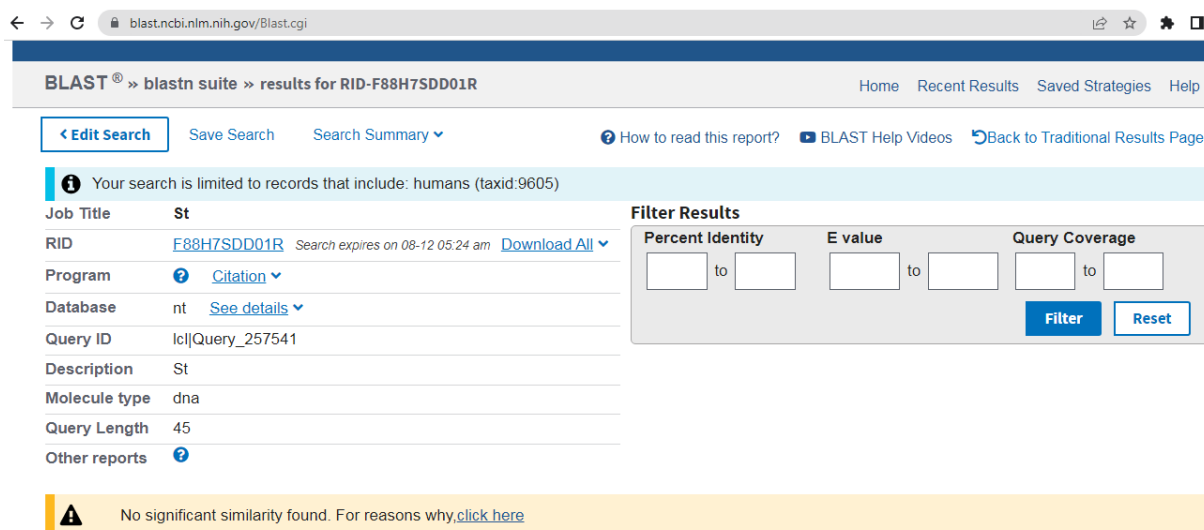 blast.ncbi.nlm.nih.gov/Blast.cgi
BLAST ® » blastn suite » results for RID-F88H7SDD01R
Home Recent Results Saved Strategies Help
Edit Search Save Search Search Summary
How to read this report? BLAST Help Videos Back to Traditional Results Page
Your search is limited to records that include: humans (taxid:9605)
Job Title St
RID F88H7SDD01R Search expires on 08-12 05:24 am Download All
Program Citation
Database nt See details
Query ID lcl|Query_257541
Description St
Molecule type dna
Query Length 45
Other reports
Filter Results
Percent Identity E value Query Coverage
to to to
Filter Reset
No significant similarity found. For reasons why,click here